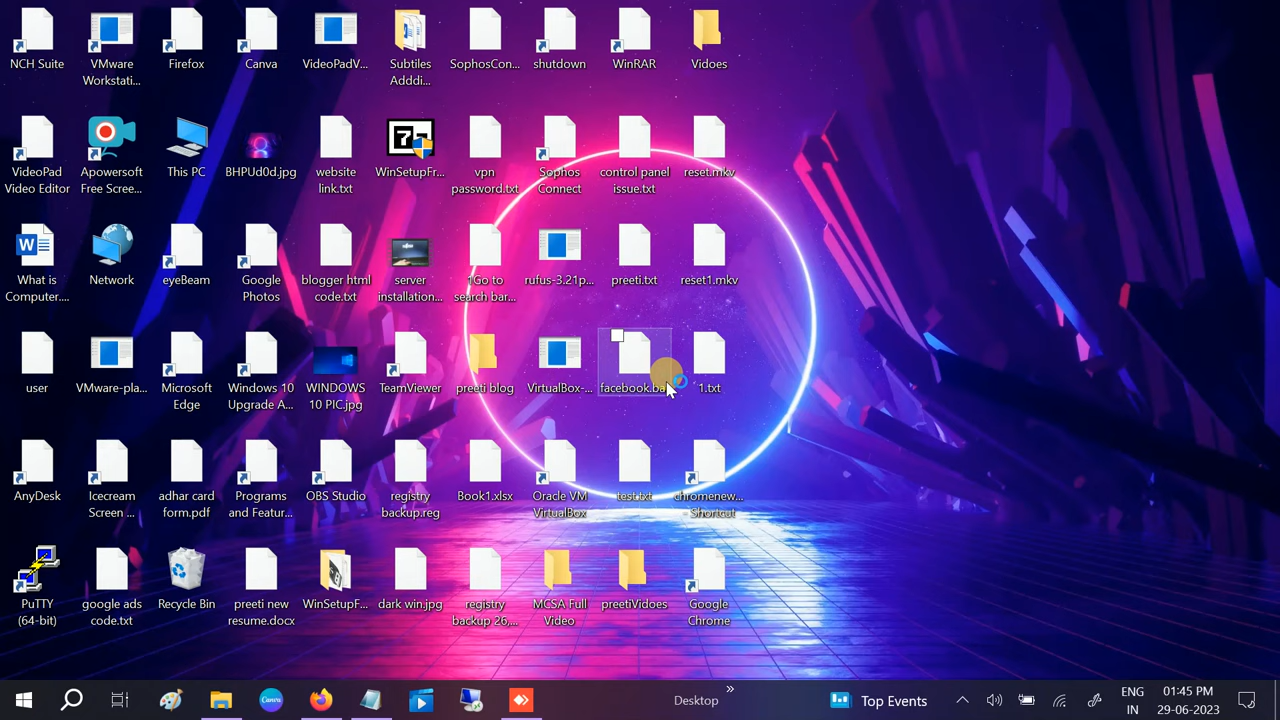 NCH Suite
VMware
Workstati...
Firefox
Canva
VideoPadV...
Subtiles
Adddi...
SophosCon...
shutdown
WinRAR
Vidoes
VideoPad
Video Editor
Apowersoft
Free Scree...
This PC
BHPUd0d.jpg
website
link.txt
WinSetupFr...
vpn
password.txt
Sophos
Connect
control panel
issue.txt
reset.mkv
What is
Computer....
Network
eyeBeam
Google
Photos
blogger html
code.txt
server
installation...
1Go to
search bar...
rufus-3.21p...
preeti.txt
reset1.mkv
user
VMware-pla...
Microsoft
Edge
Windows 10
Upgrade A...
WINDOWS
10 PIC.jpg
TeamViewer
preeti blog
VirtualBox-...
facebook.ba
1.txt
AnyDesk
Icecream
Screen ...
adhar card
form.pdf
Programs
and Featur...
OBS Studio
registry
backup.reg
Book1.xlsx
Oracle VM
VirtualBox
test.txt
chromenew...
- Shortcut
PuTTY
(64-bit)
google ads
code.txt
Recycle Bin
preeti new
resume.docx
WinSetupF...
dark win.jpg
registry
backup 26,...
MCSA Full
Video
preetiVidoes
Google
Chrome
Canva
Desktop
Top Events
ENG
IN
01:45 PM
29-06-2023